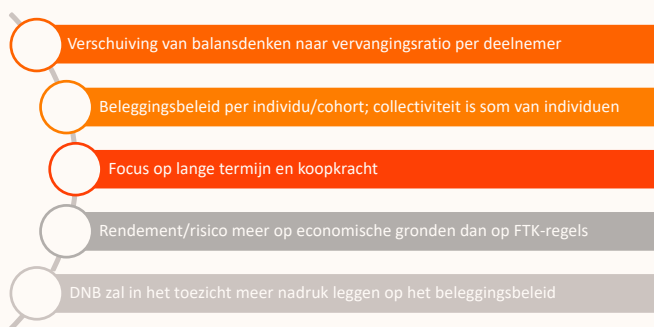 Verschuiving van balansdenken naar vervangingsratio per deelnemer
Beleggingsbeleid per individu/cohort; collectiviteit is som van individuen
Focus op lange termijn en koopkracht
Rendement/risico meer op economische gronden dan op FTK-regels
DNB zal in het toezicht meer nadruk leggen op het beleggingsbeleid